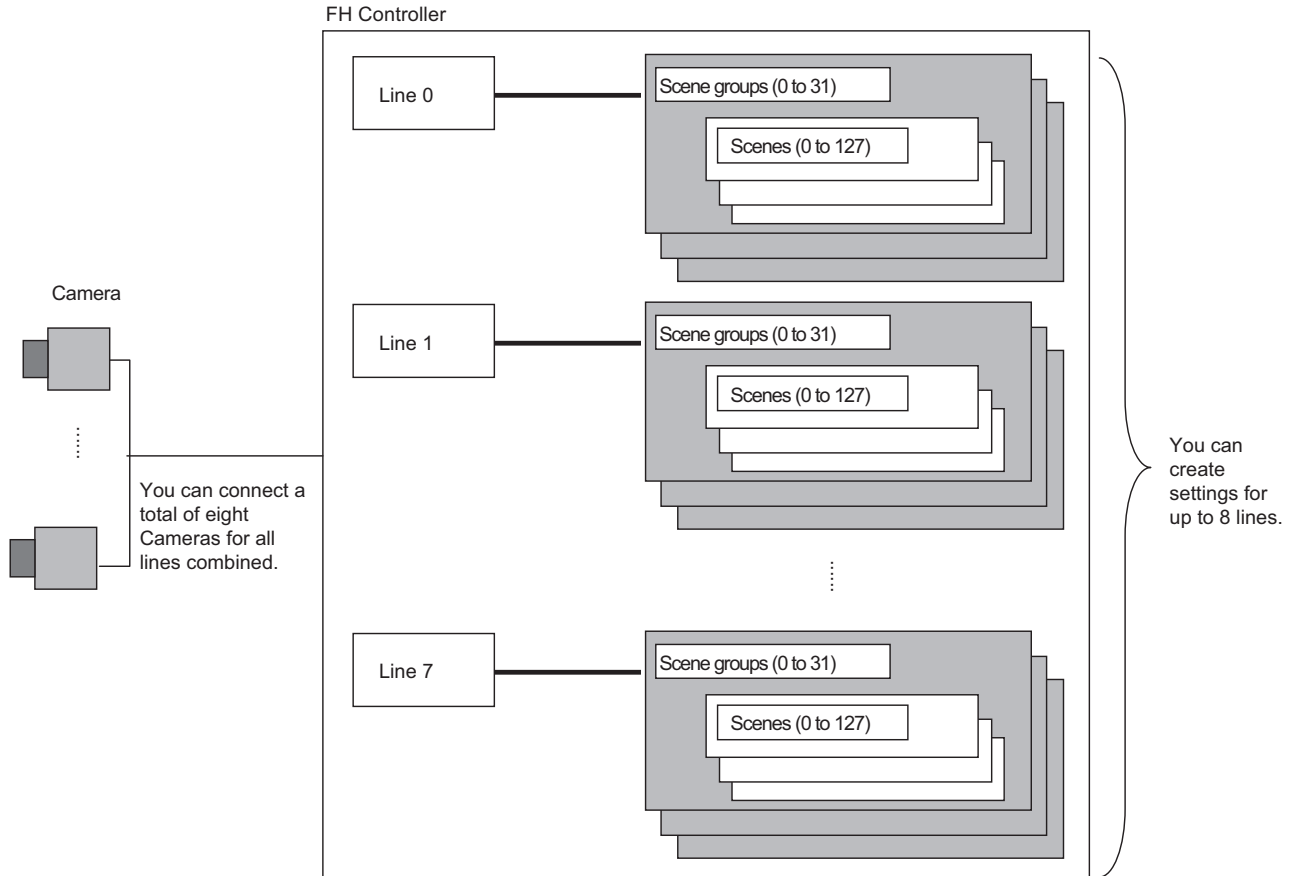 FH Controller
Line 0
Scene groups (0 to 31)
Scenes (0 to 127)
Camera
Line 1
Scene groups (0 to 31)
Scenes (0 to 127)
You can connect a
total of eight
Cameras for all
lines combined.
You can
create
settings for
up to 8 lines.
Line 7
Scene groups (0 to 31)
Scenes (0 to 127)